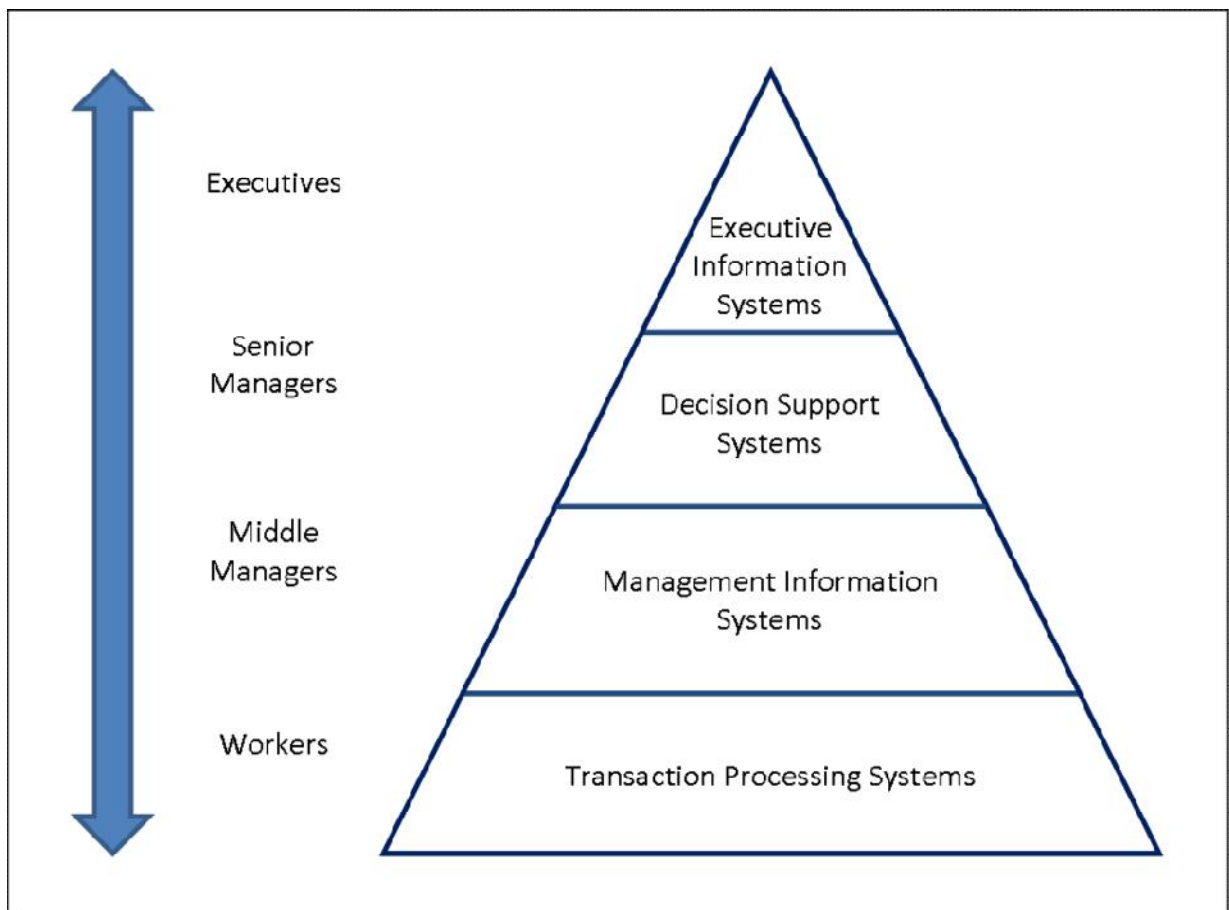 Executives
Executive
Information
Systems
Senior
Managers
Decision Support
Systems
Middle
Managers
Management Information
Systems
Workers
Transaction Processing Systems